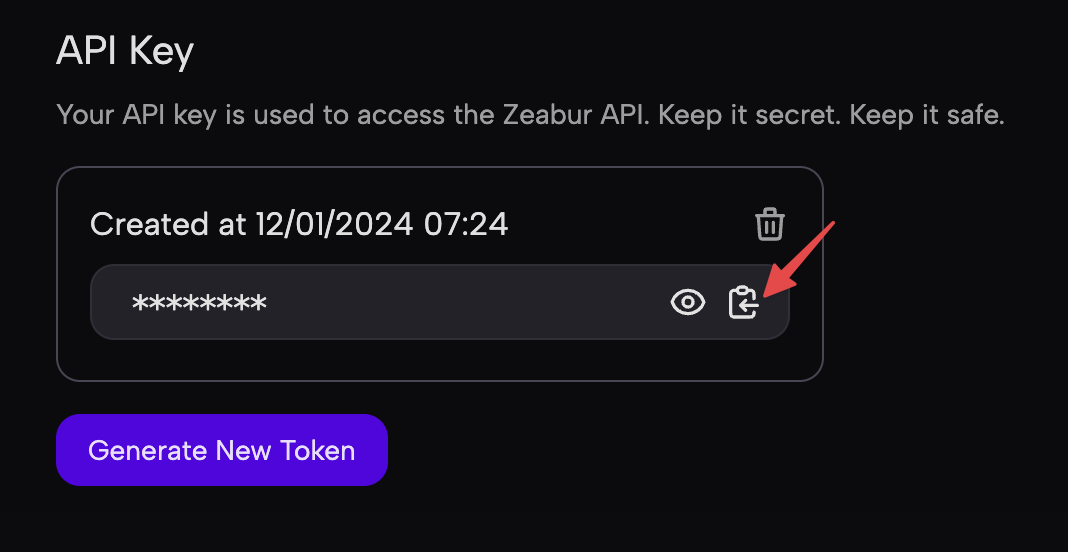 API Key
Your API key is used to access the Zeabur API. Keep it secret. Keep it safe.
Created at 12/01/2024 07:24
********
Generate New Token